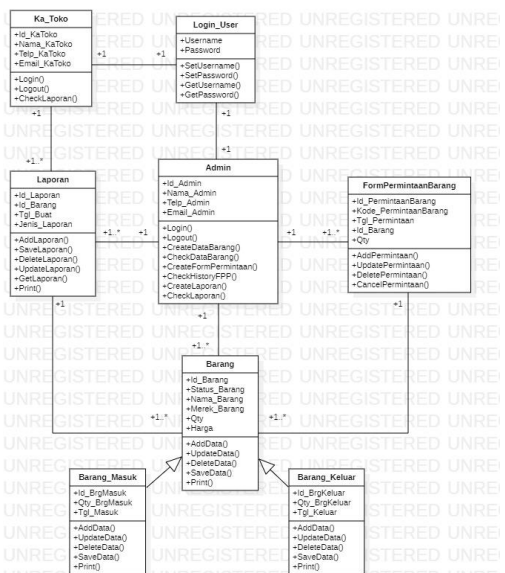 Ka_Toko
+Id_KaToko
+Nama_KaToko
+Telp_KaToko
+Email_KaToko
+Login()
+Logout()
+CheckLaporan()
Login_User
+Username
+Password
+SetUsername()
+SetPassword()
+GetUsername()
+GetPassword()
+1
+1
+1
+1..*
+1
+1
Laporan
+Id_Laporan
+Id_Barang
+Tgl_Buat
+Jenis_Laporan
+AddLaporan()
+SaveLaporan()
+DeleteLaporan()
+UpdateLaporan()
+GetLaporan()
+Print()
+1..*
+1
Admin
+Id_Admin
+Nama_Admin
+Telp_Admin
+Email_Admin
+Login()
+Logout()
+CreateDataBarang()
+CheckDataBarang()
+CreateFormPermintaan()
+CheckHistoryFPP()
+CreateLaporan()
+CheckLaporan()
+1
+1..*
FormPermintaanBarang
+Id_PermintaanBarang
+Kode_PermintaanBarang
+Tgl_Permintaan
+Id_Barang
+Qty
+AddPermintaan()
+UpdatePermintaan()
+DeletePermintaan()
+CancelPermintaan()
+1
+1
+1
+1..*
Barang
+Id_Barang
+Status_Barang
+Nama_Barang
+Merek_Barang
+Qty
+Harga
+AddData()
+UpdateData()
+DeleteData()
+SaveData()
+Print()
+1..*
+1..*
Barang_Masuk
+Id_BrgMasuk
+Qty_BrgMasuk
+Tgl_Masuk
+AddData()
+UpdateData()
+DeleteData()
+SaveData()
+Print()
Barang_Keluar
+Id_BrgKeluar
+Qty_BrgKeluar
+Tgl_Keluar
+AddData()
+UpdateData()
+DeleteData()
+SaveData()
+Print()
UNREGISTERED